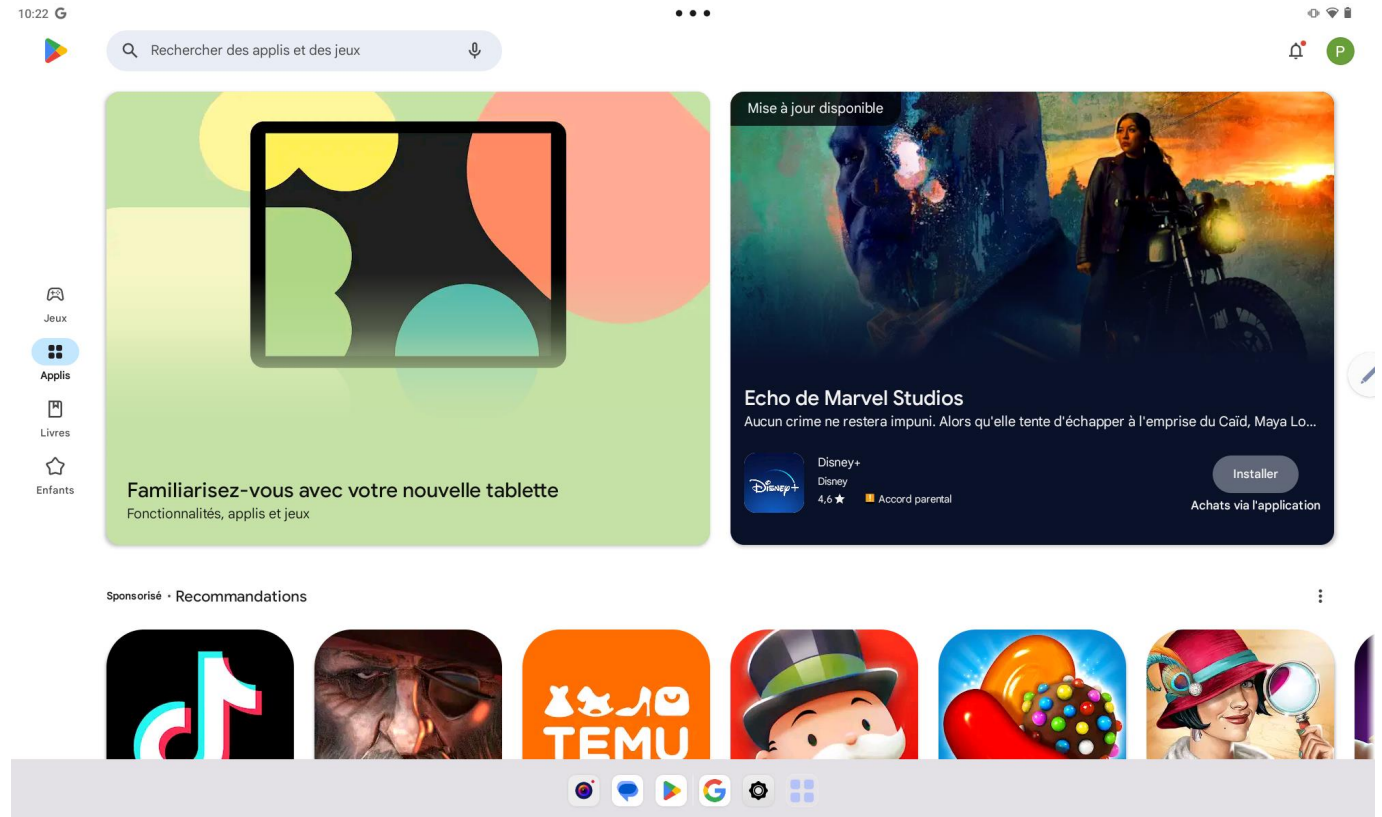 10:22
Rechercher des applis et des jeux
P
Mise à jour disponible
Jeux
Applis
Livres
Enfants
Familiarisez-vous avec votre nouvelle tablette
Fonctionnalités, applis et jeux
Echo de Marvel Studios
Aucun crime ne restera impuni. Alors qu'elle tente d'échapper à l'emprise du Caïd, Maya Lo...
Disney+
Disney+
Disney
4,6 ★ Accord parental
Installer
Achats via l'application
Sponsorisé • Recommandations
TEMU